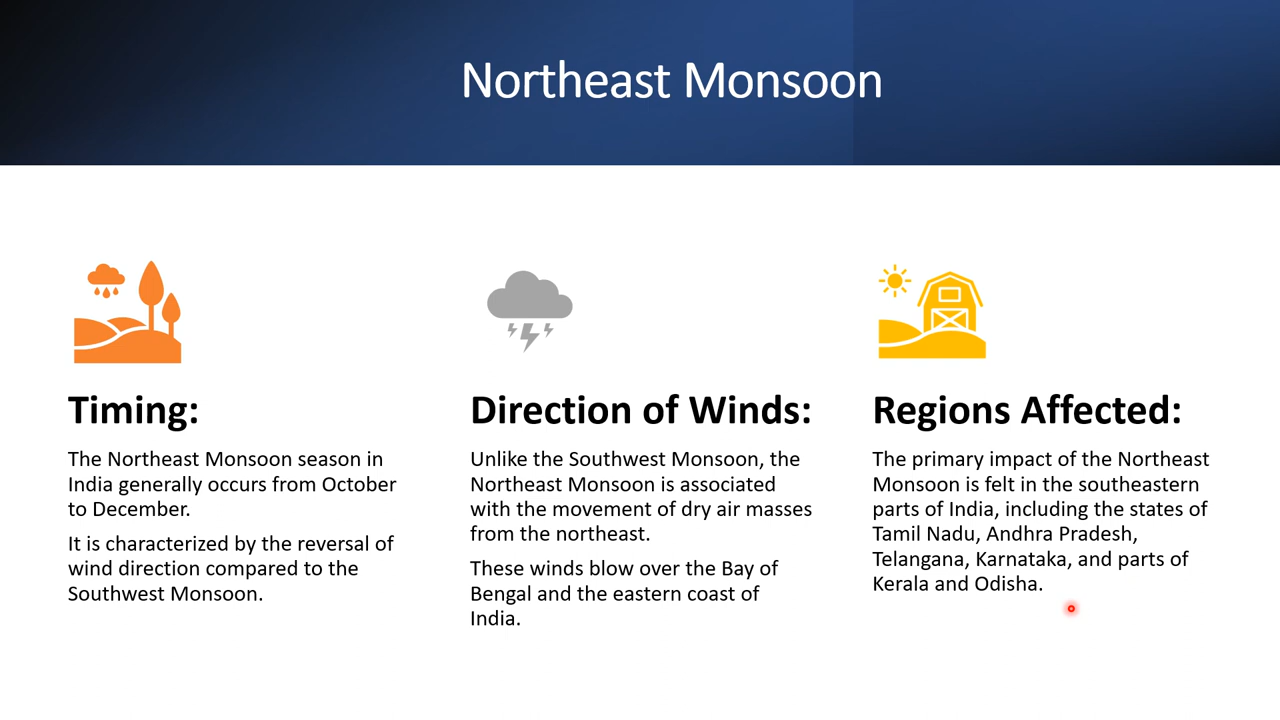 Northeast Monsoon
Timing:
The Northeast Monsoon season in
India generally occurs from October
to December.
It is characterized by the reversal of
wind direction compared to the
Southwest Monsoon.
Direction of Winds:
Unlike the Southwest Monsoon, the
Northeast Monsoon is associated
with the movement of dry air masses
from the northeast.
These winds blow over the Bay of
Bengal and the eastern coast of
India.
Regions Affected:
The primary impact of the Northeast
Monsoon is felt in the southeastern
parts of India, including the states of
Tamil Nadu, Andhra Pradesh,
Telangana, Karnataka, and parts of
Kerala and Odisha.